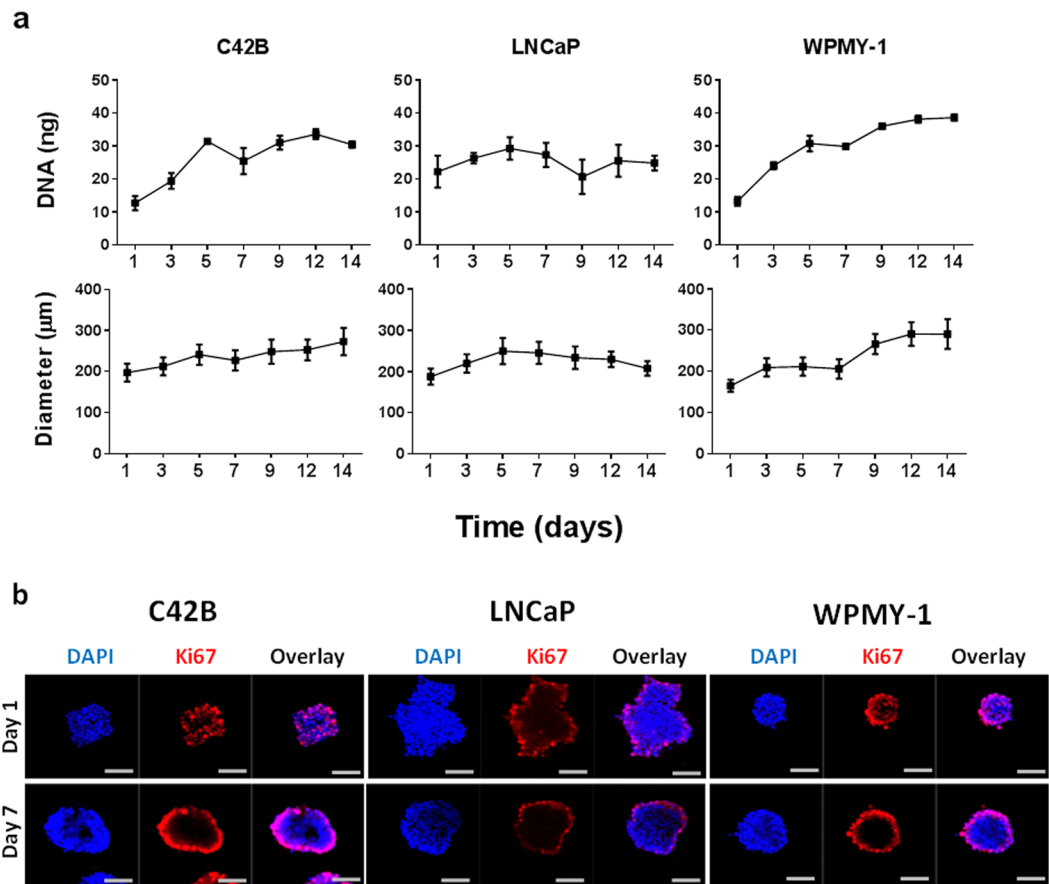 a
C42B LNCaP WPMY-1
DNA (ng)
50 50 50
40 40 40
30 30 30
20 20 20
10 10 10
0 0 0
1 3 5 7 9 12 14 1 3 5 7 9 12 14 1 3 5 7 9 12 14
Diameter (μm)
400 400 400
300 300 300
200 200 200
100 100 100
0 0 0
1 3 5 7 9 12 14 1 3 5 7 9 12 14 1 3 5 7 9 12 14
Time (days)
b
C42B LNCaP WPMY-1
DAPI Ki67 Overlay DAPI Ki67 Overlay DAPI Ki67 Overlay
Day 1
Day 7